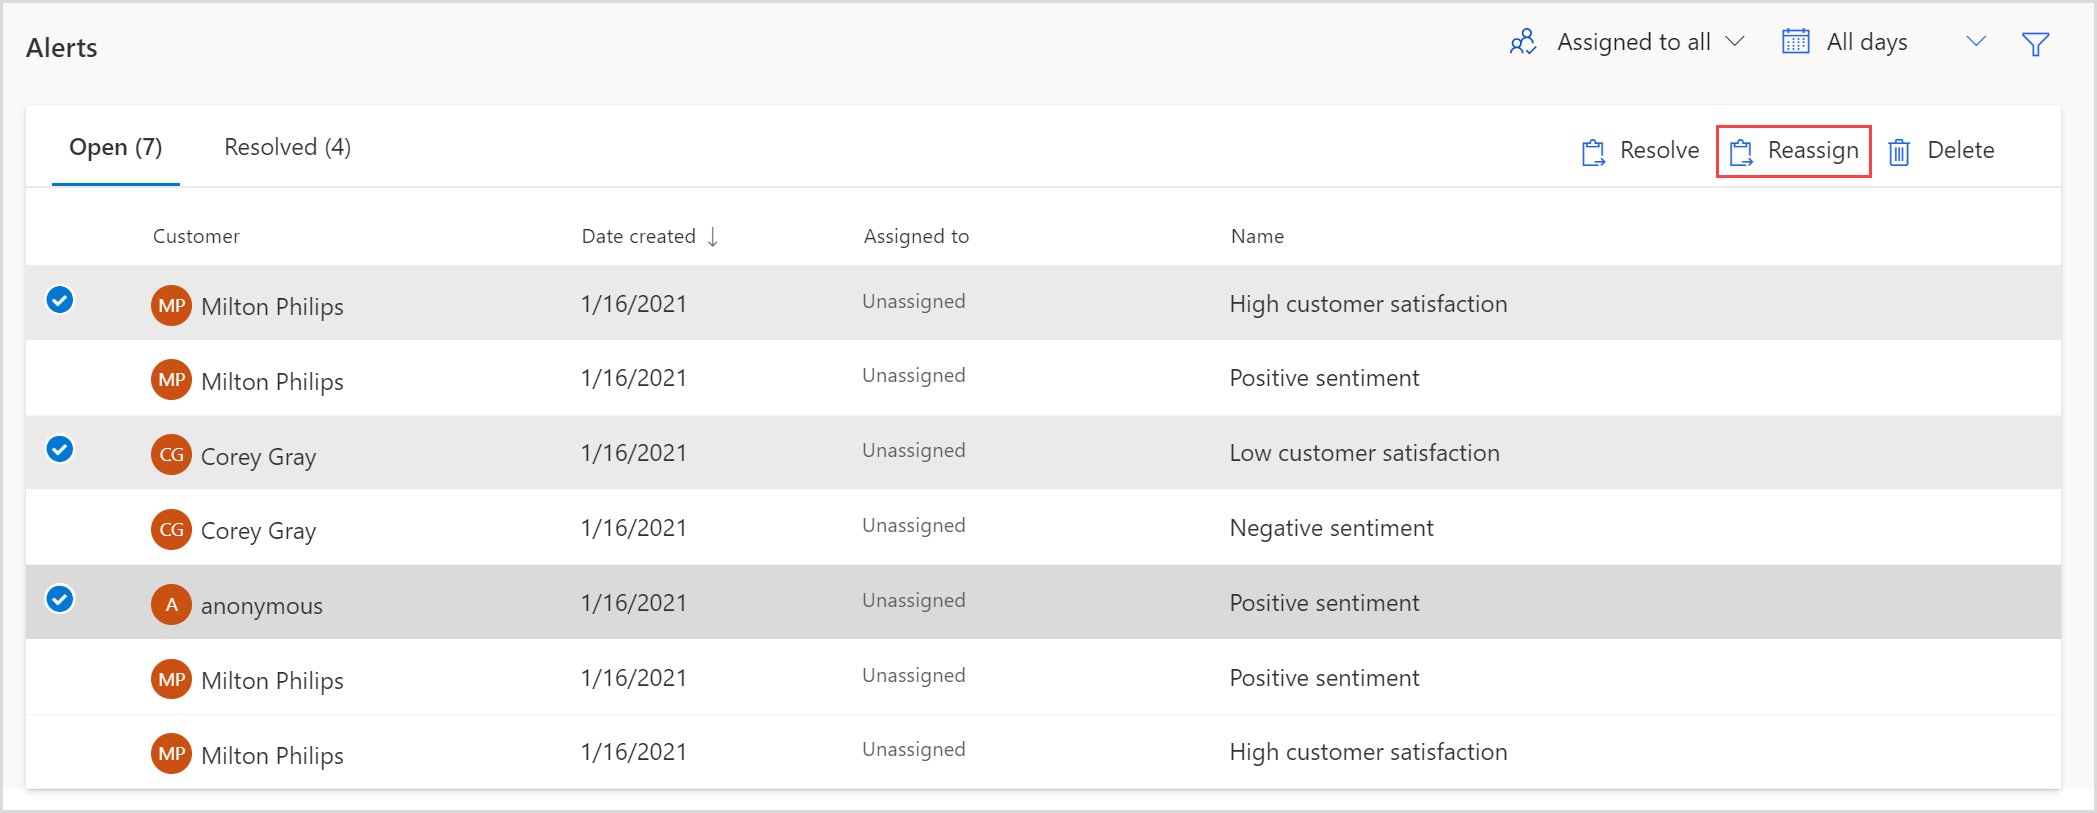 Alerts
Assigned to all
All days
Open (7)
Resolved (4)
Resolve
Reassign
Delete
Customer Date created Assigned to Name
MP Milton Philips 1/16/2021 Unassigned High customer satisfaction
MP Milton Philips 1/16/2021 Unassigned Positive sentiment
CG Corey Gray 1/16/2021 Unassigned Low customer satisfaction
CG Corey Gray 1/16/2021 Unassigned Negative sentiment
A anonymous 1/16/2021 Unassigned Positive sentiment
MP Milton Philips 1/16/2021 Unassigned Positive sentiment
MP Milton Philips 1/16/2021 Unassigned High customer satisfaction